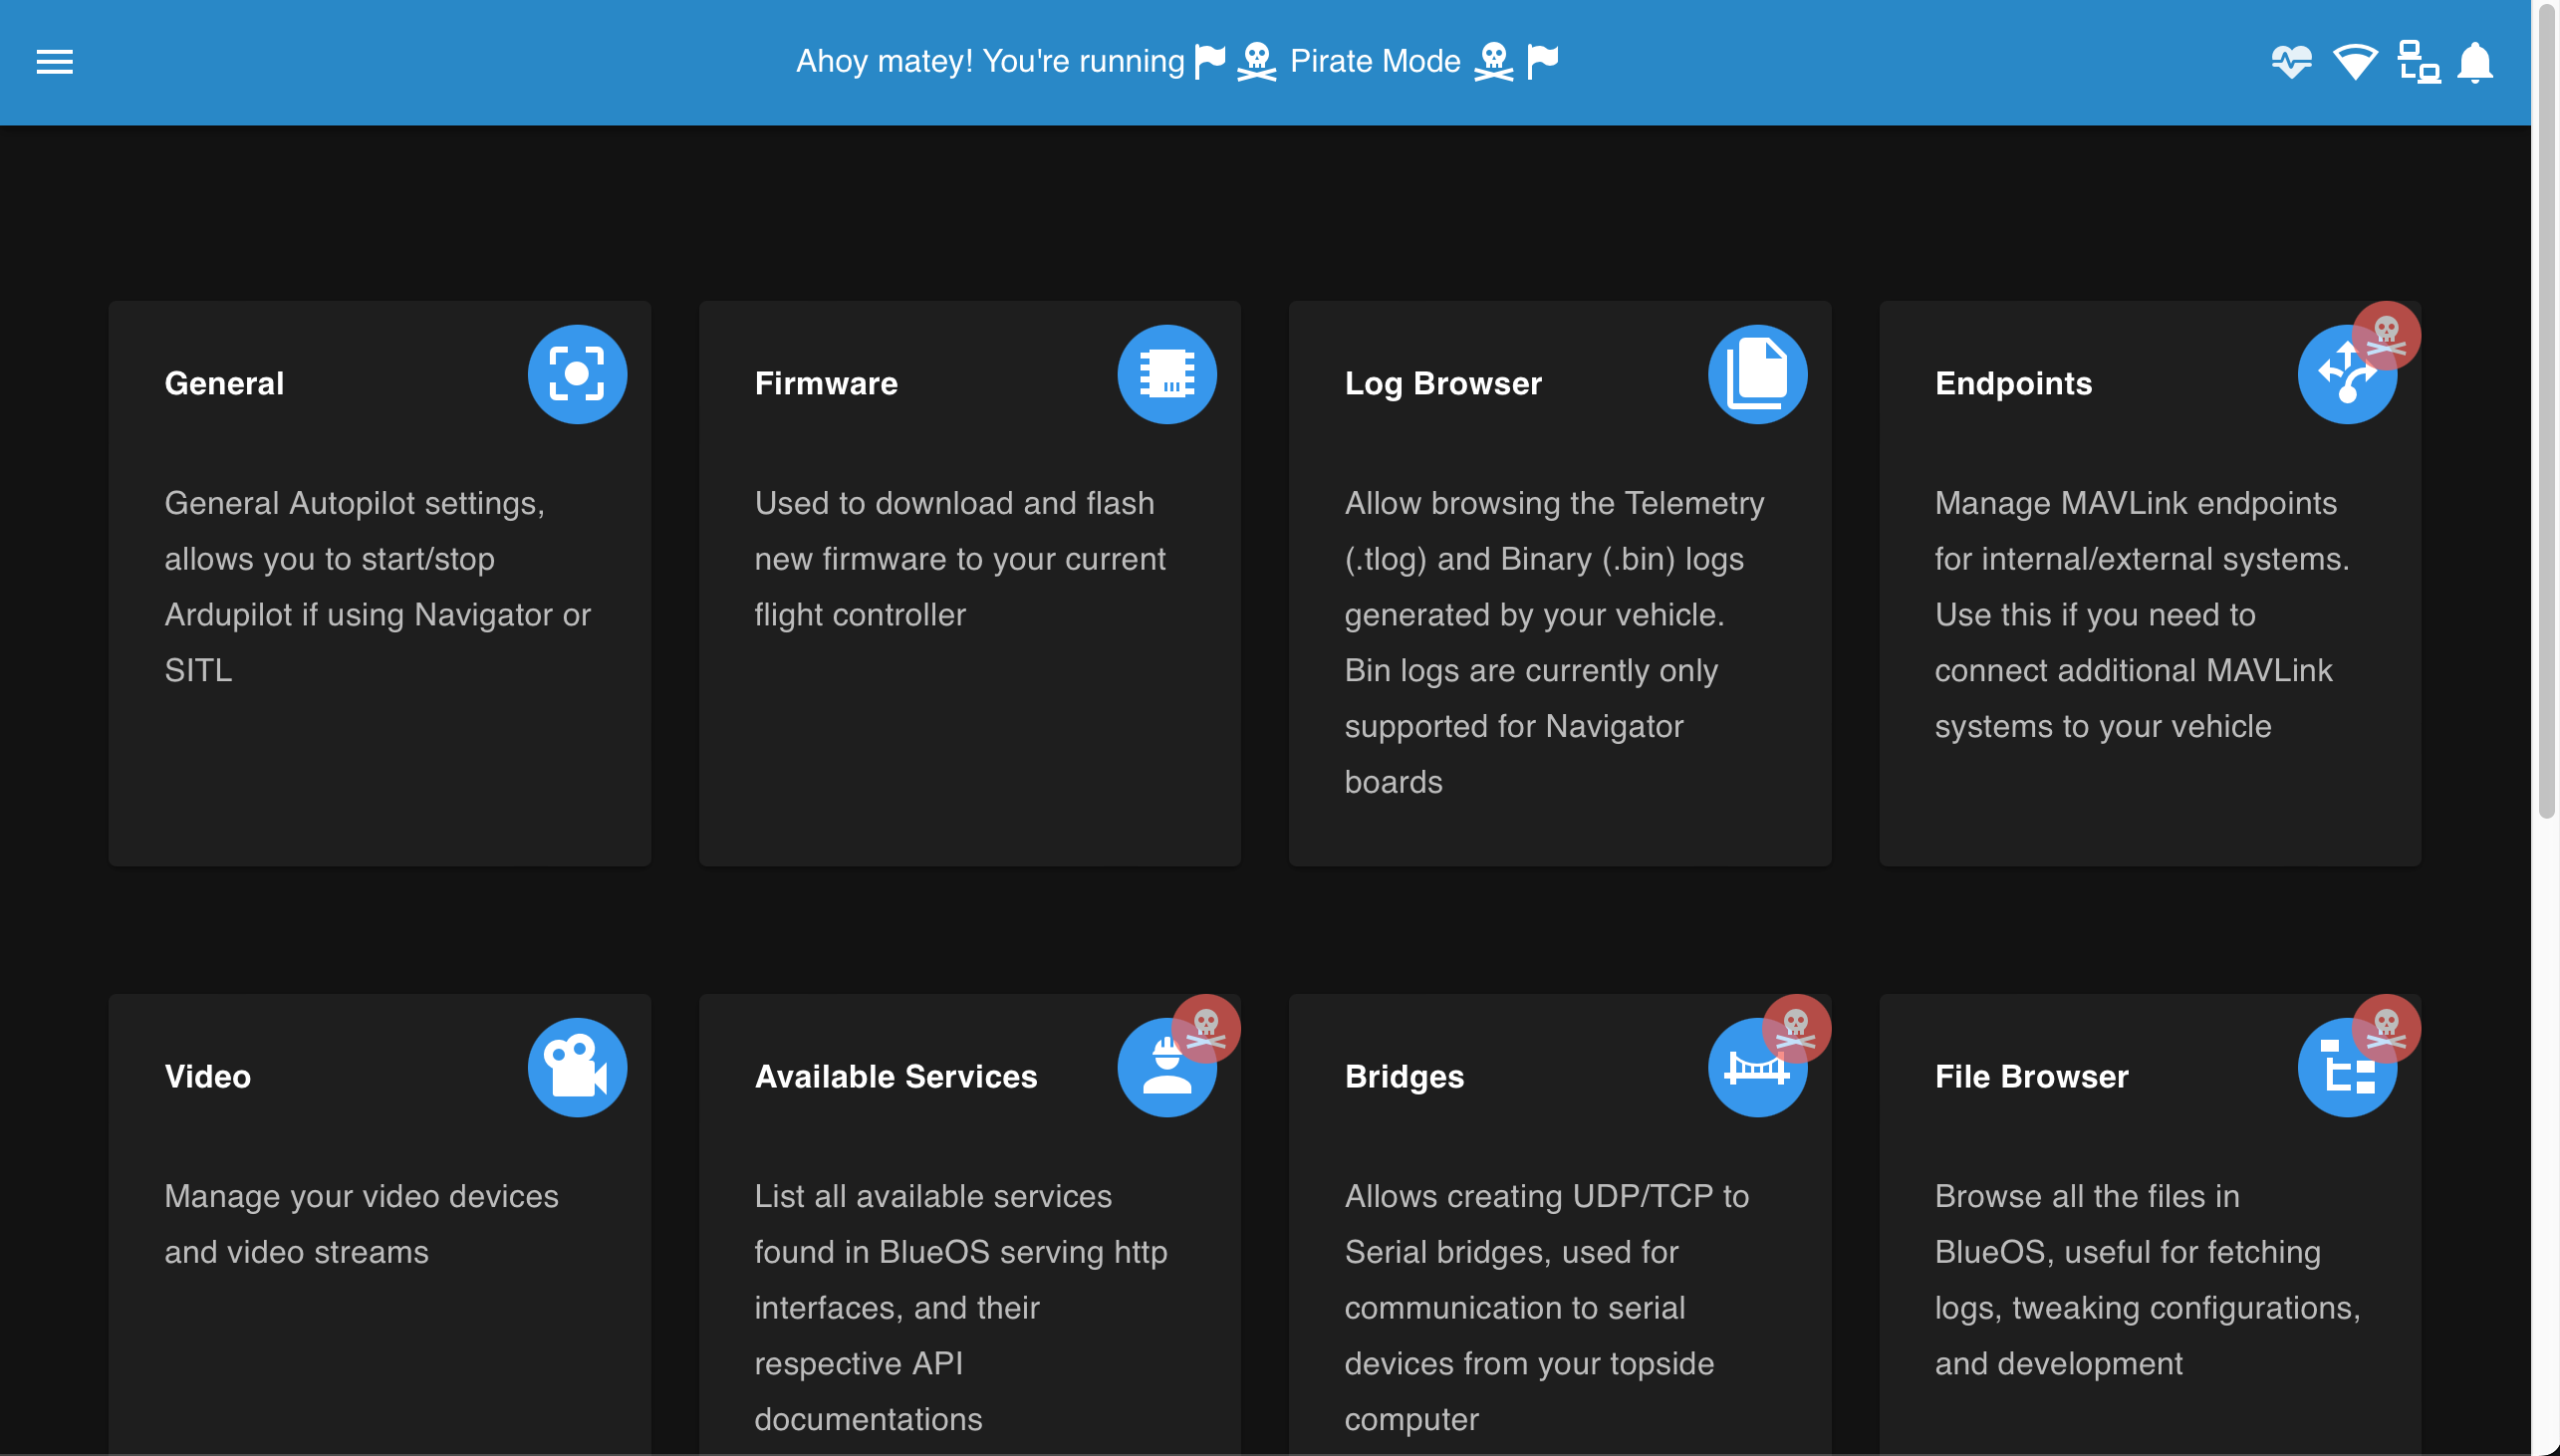 Ahoy matey! You're running Pirate Mode
General
General Autopilot settings,
allows you to start/stop
Ardupilot if using Navigator or
SITL
Firmware
Used to download and flash
new firmware to your current
flight controller
Log Browser
Allow browsing the Telemetry
(.tlog) and Binary (.bin) logs
generated by your vehicle.
Bin logs are currently only
supported for Navigator
boards
Endpoints
Manage MAVLink endpoints
for internal/external systems.
Use this if you need to
connect additional MAVLink
systems to your vehicle
Video
Manage your video devices
and video streams
Available Services
List all available services
found in BlueOS serving http
interfaces, and their
respective API
documentations
Bridges
Allows creating UDP/TCP to
Serial bridges, used for
communication to serial
devices from your topside
computer
File Browser
Browse all the files in
BlueOS, useful for fetching
logs, tweaking configurations,
and development